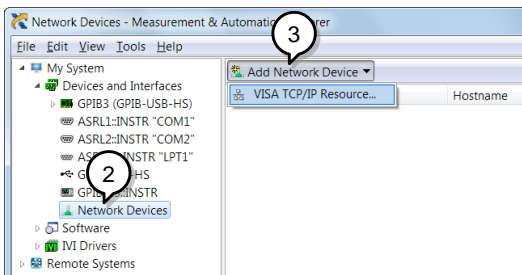 Network Devices - Measurement & Automation Explorer
3
File Edit View Tools Help
My System
Devices and Interfaces
GPIB3 (GPIB-USB-HS)
ASRL1::INSTR "COM1"
ASRL2::INSTR "COM2"
INSTR "LPT1"
HS
INSTR
2
Network Devices
Software
IVI Drivers
Remote Systems
Add Network Device
VISA TCP/IP Resource...
Hostname